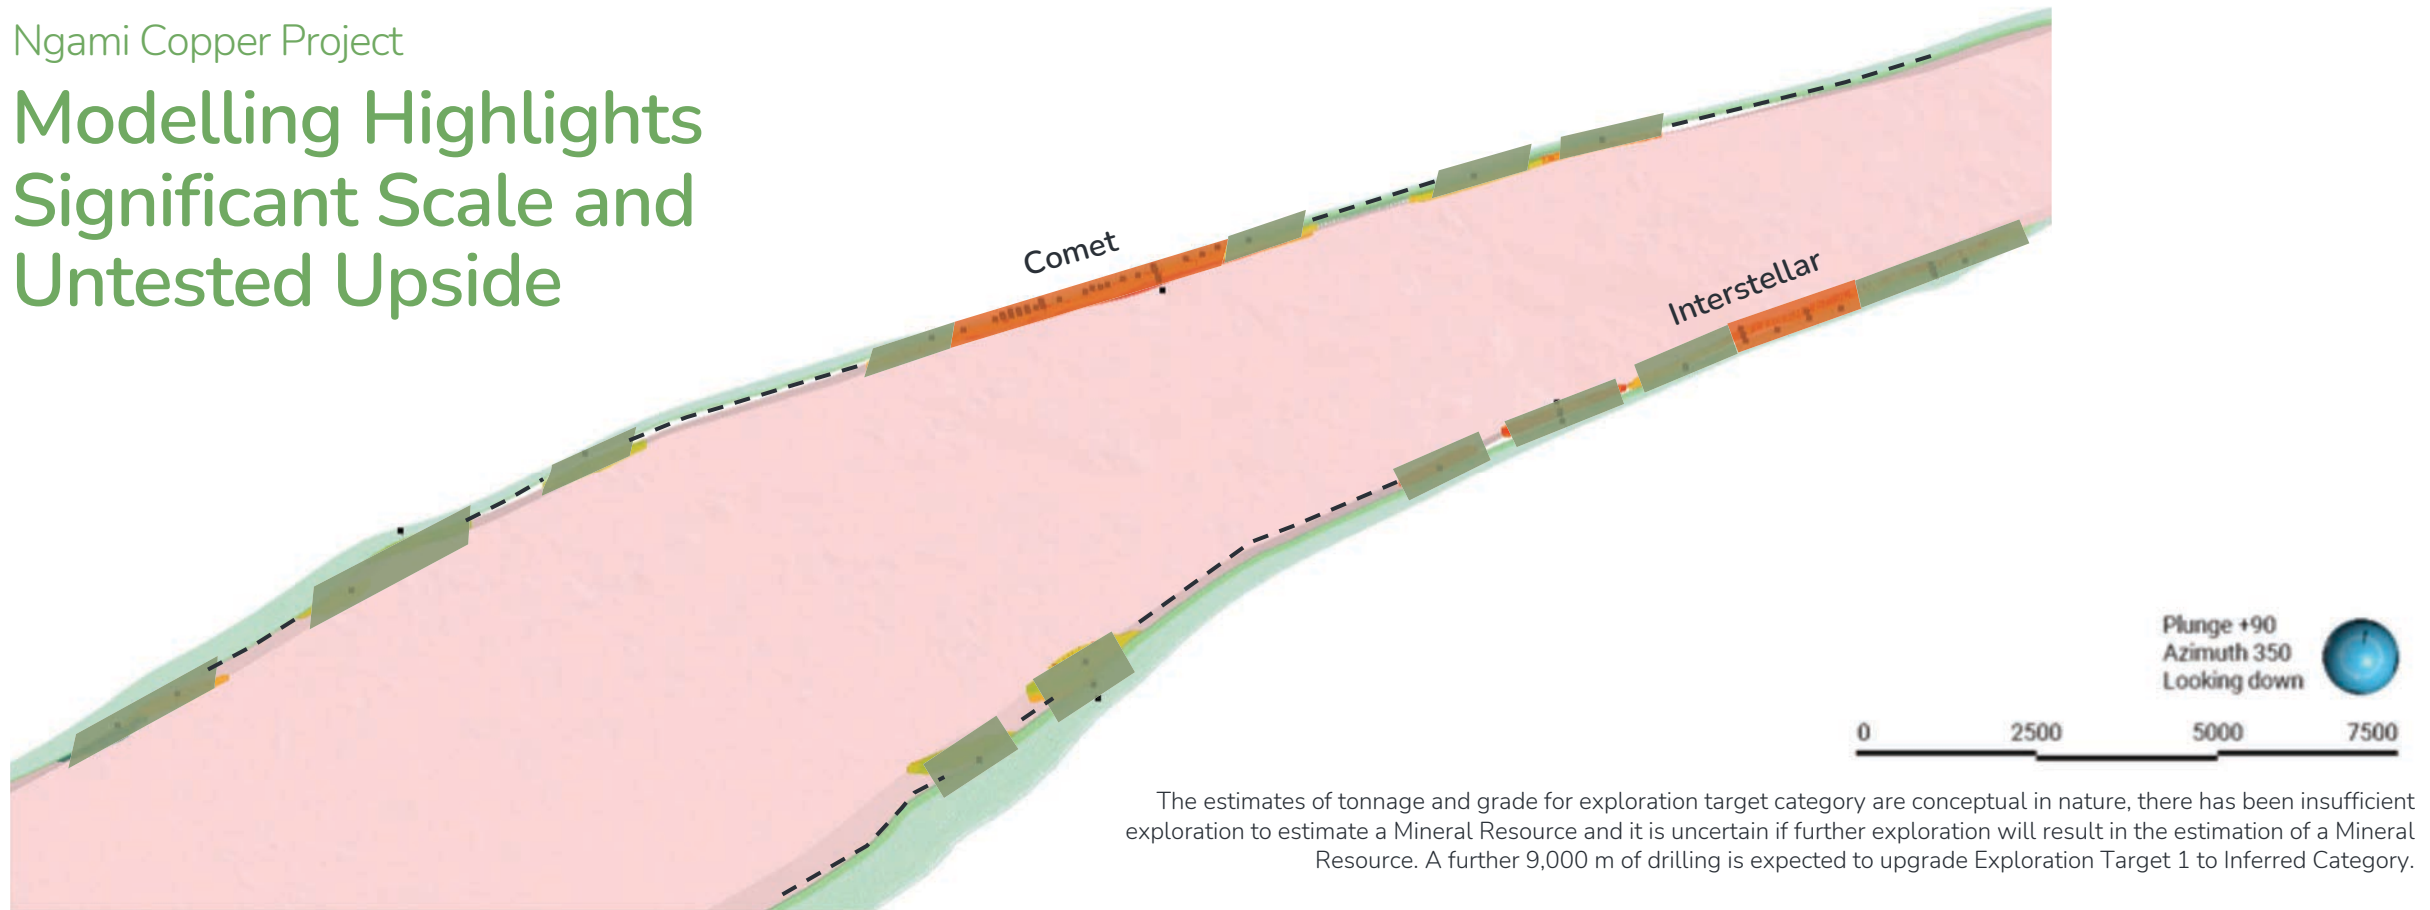 Ngami Copper Project
Modelling Highlights
Significant Scale and
Untested Upside
Comet
Interstellar
Plunge +90
Azimuth 350
Looking down
0 2500 5000 7500
The estimates of tonnage and grade for exploration target category are conceptual in nature, there has been insufficient
exploration to estimate a Mineral Resource and it is uncertain if further exploration will result in the estimation of a Mineral
Resource. A further 9,000 m of drilling is expected to upgrade Exploration Target 1 to Inferred Category.